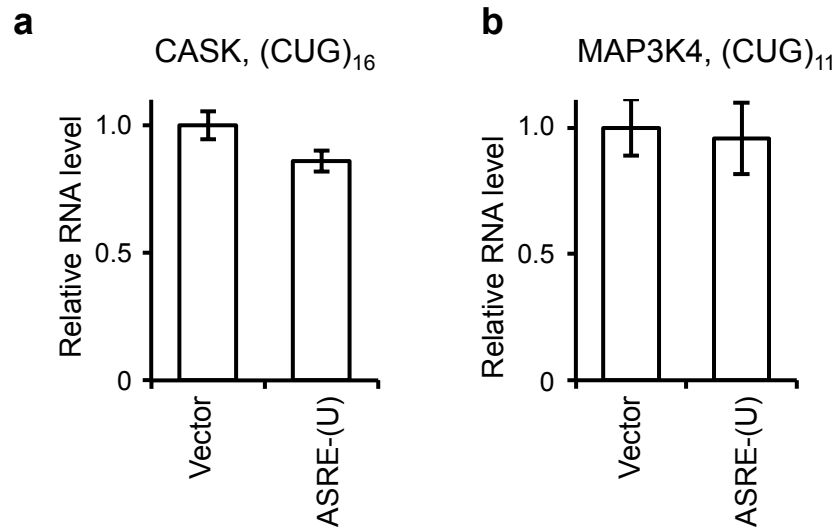 a
CASK, (CUG)₁₆
Relative RNA level
1.0
0.5
0
Vector
ASRE-(U)
b
MAP3K4, (CUG)₁₁
Relative RNA level
1.0
0.5
0
Vector
ASRE-(U)